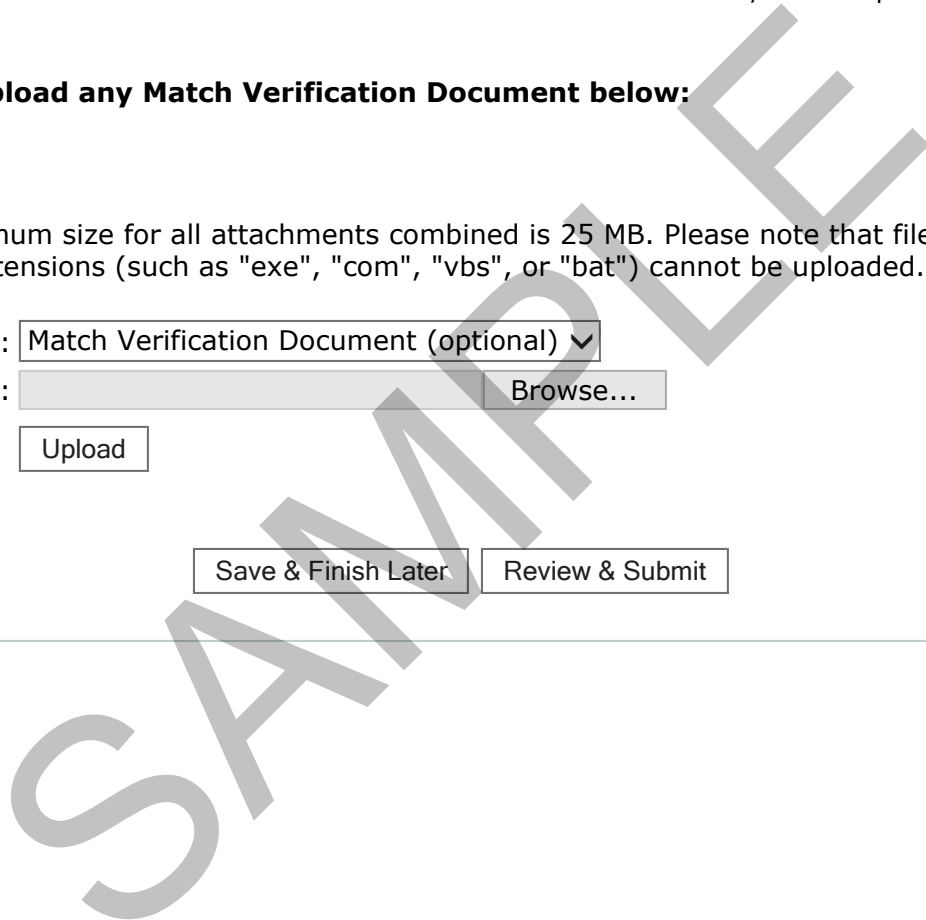 pload any Match Verification Document below:
num size for all attachments combined is 25 MB. Please note that file
tensions (such as "exe", "com", "vbs", or "bat") cannot be uploaded.
: Match Verification Document (optional)
: Browse...
Upload
Save & Finish Later Review & Submit
SAMPLE